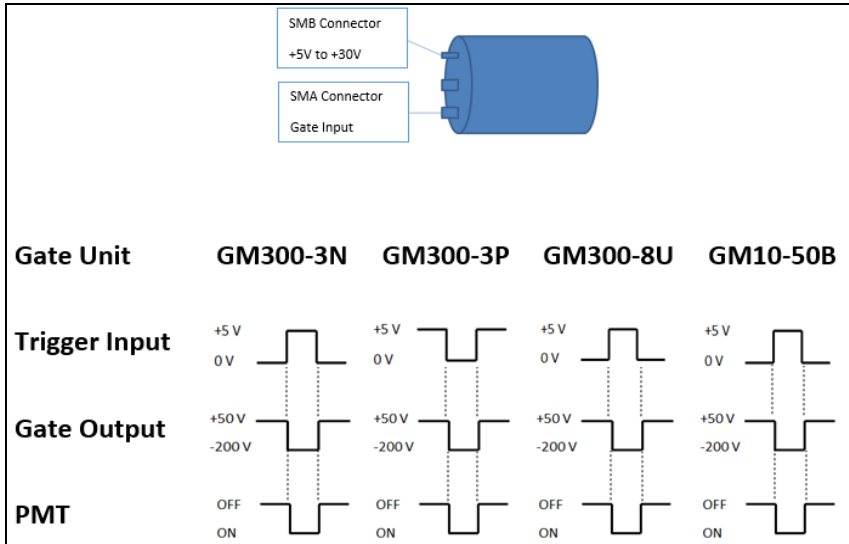 SMB Connector
+5V to +30V
SMA Connector
Gate Input
Gate Unit GM300-3N GM300-3P GM300-8U GM10-50B
Trigger Input +5 V +5 V +5 V +5 V
0 V 0 V 0 V 0 V
Gate Output +50 V +50 V +50 V +50 V
-200 V -200 V -200 V -200 V
PMT OFF OFF OFF OFF
ON ON ON ON